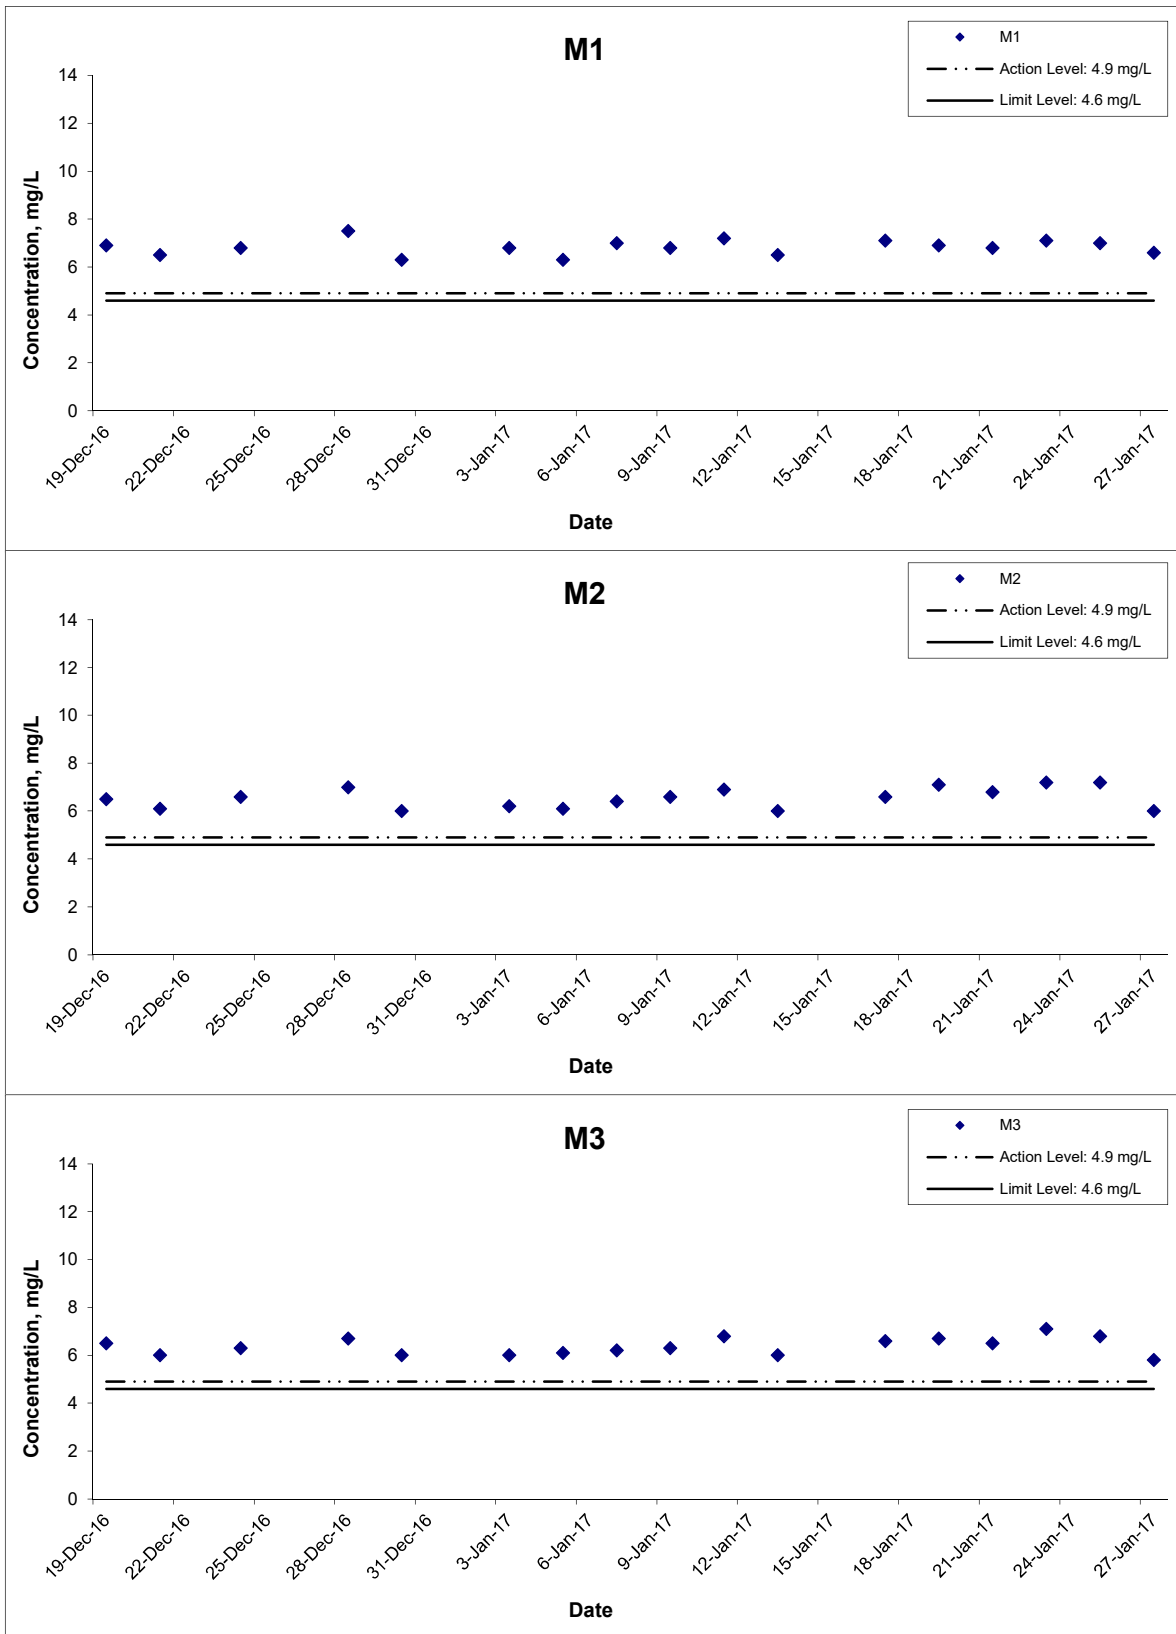 M1
M1
Action Level: 4.9 mg/L
Limit Level: 4.6 mg/L
14
12
10
8
6
4
2
0
Concentration, mg/L
19-Dec-16
22-Dec-16
25-Dec-16
28-Dec-16
31-Dec-16
3-Jan-17
6-Jan-17
9-Jan-17
12-Jan-17
15-Jan-17
18-Jan-17
21-Jan-17
24-Jan-17
27-Jan-17
Date
M2
M2
Action Level: 4.9 mg/L
Limit Level: 4.6 mg/L
14
12
10
8
6
4
2
0
Concentration, mg/L
19-Dec-16
22-Dec-16
25-Dec-16
28-Dec-16
31-Dec-16
3-Jan-17
6-Jan-17
9-Jan-17
12-Jan-17
15-Jan-17
18-Jan-17
21-Jan-17
24-Jan-17
27-Jan-17
Date
M3
M3
Action Level: 4.9 mg/L
Limit Level: 4.6 mg/L
14
12
10
8
6
4
2
0
Concentration, mg/L
19-Dec-16
22-Dec-16
25-Dec-16
28-Dec-16
31-Dec-16
3-Jan-17
6-Jan-17
9-Jan-17
12-Jan-17
15-Jan-17
18-Jan-17
21-Jan-17
24-Jan-17
27-Jan-17
Date